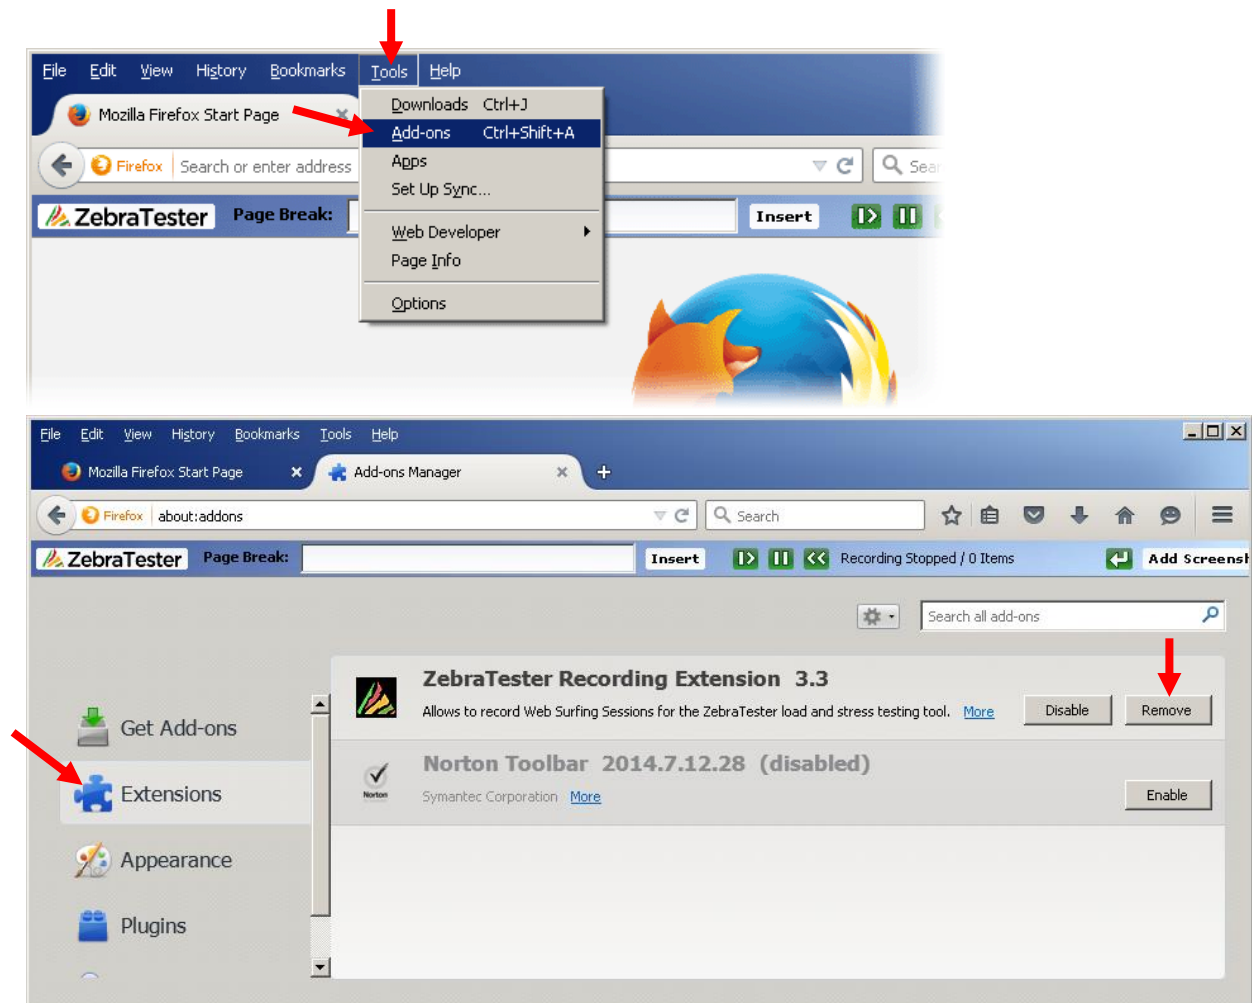 File Edit View History Bookmarks Tools Help
Mozilla Firefox Start Page
Downloads Ctrl+J
Add-ons Ctrl+Shift+A
Apps
Set Up Sync...
Web Developer
Page Info
Options
Firefox Search or enter address
ZebraTester Page Break: Insert
File Edit View History Bookmarks Tools Help
Mozilla Firefox Start Page Add-ons Manager
Firefox about:addons Search
ZebraTester Page Break: Insert Recording Stopped / 0 Items Add Screensh
Search all add-ons
Get Add-ons
Extensions
Appearance
Plugins
ZebraTester Recording Extension 3.3
Allows to record Web Surfing Sessions for the ZebraTester load and stress testing tool. More Disable Remove
Norton Toolbar 2014.7.12.28 (disabled)
Norton Symantec Corporation More Enable